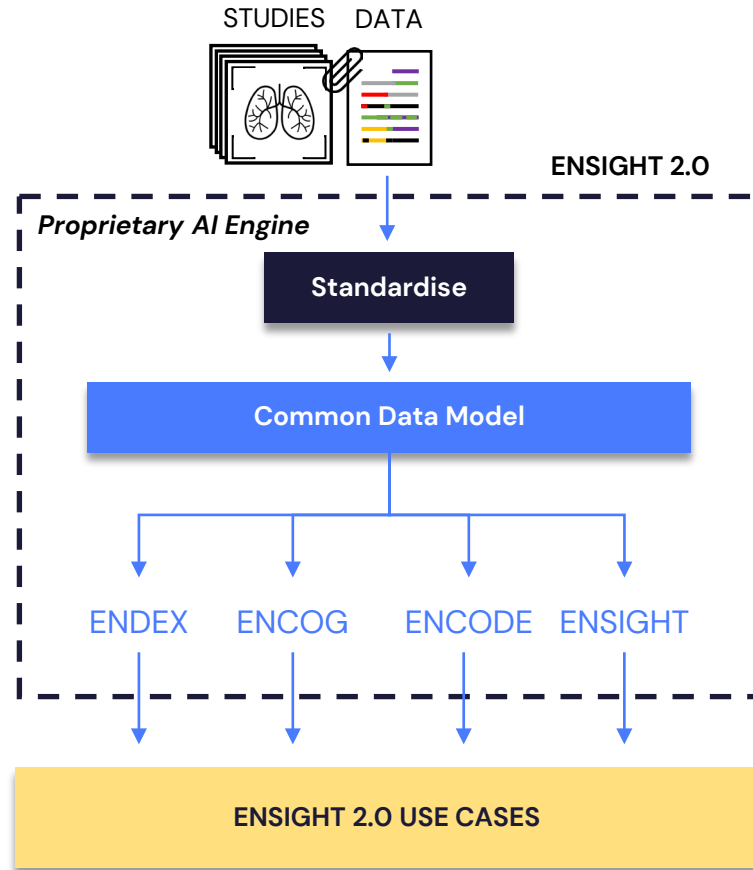 STUDIES DATA
ENSIGHT 2.0
Proprietary AI Engine
Standardise
Common Data Model
ENDEX ENCOG ENCODE ENSIGHT
ENSIGHT 2.0 USE CASES